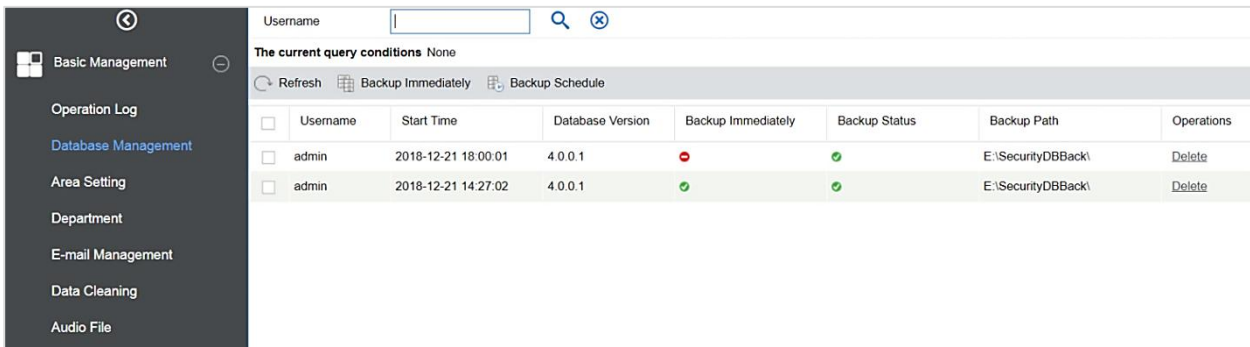 Username
The current query conditions None
Refresh Backup Immediately Backup Schedule
Username Start Time Database Version Backup Immediately Backup Status Backup Path Operations
admin 2018-12-21 18:00:01 4.0.0.1 E:\SecurityDBBack\ Delete
admin 2018-12-21 14:27:02 4.0.0.1 E:\SecurityDBBack\ Delete
Basic Management
Operation Log
Database Management
Area Setting
Department
E-mail Management
Data Cleaning
Audio File